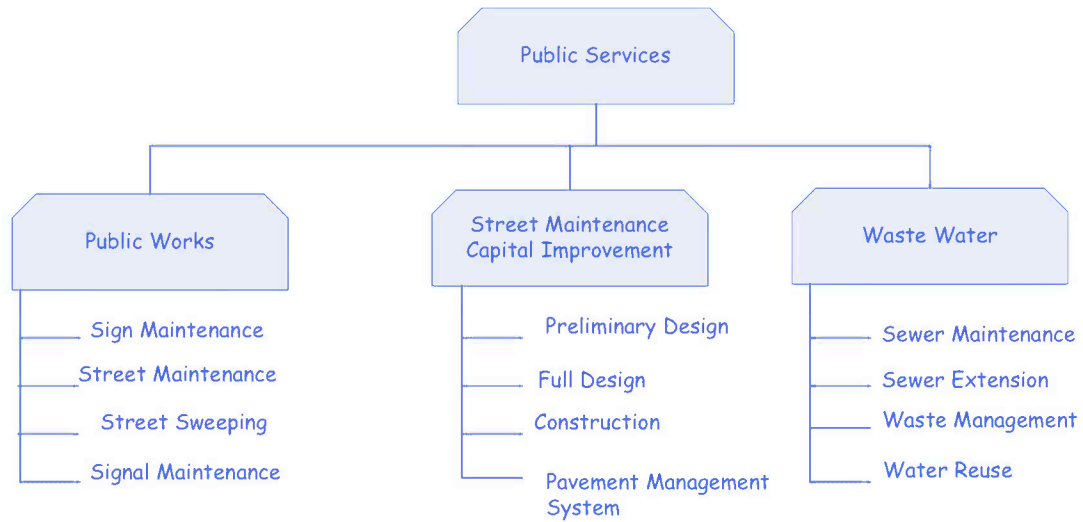 Public Services
Public Works
Street Maintenance
Capital Improvement
Waste Water
Sign Maintenance
Street Maintenance
Street Sweeping
Signal Maintenance
Preliminary Design
Full Design
Construction
Pavement Management
System
Sewer Maintenance
Sewer Extension
Waste Management
Water Reuse